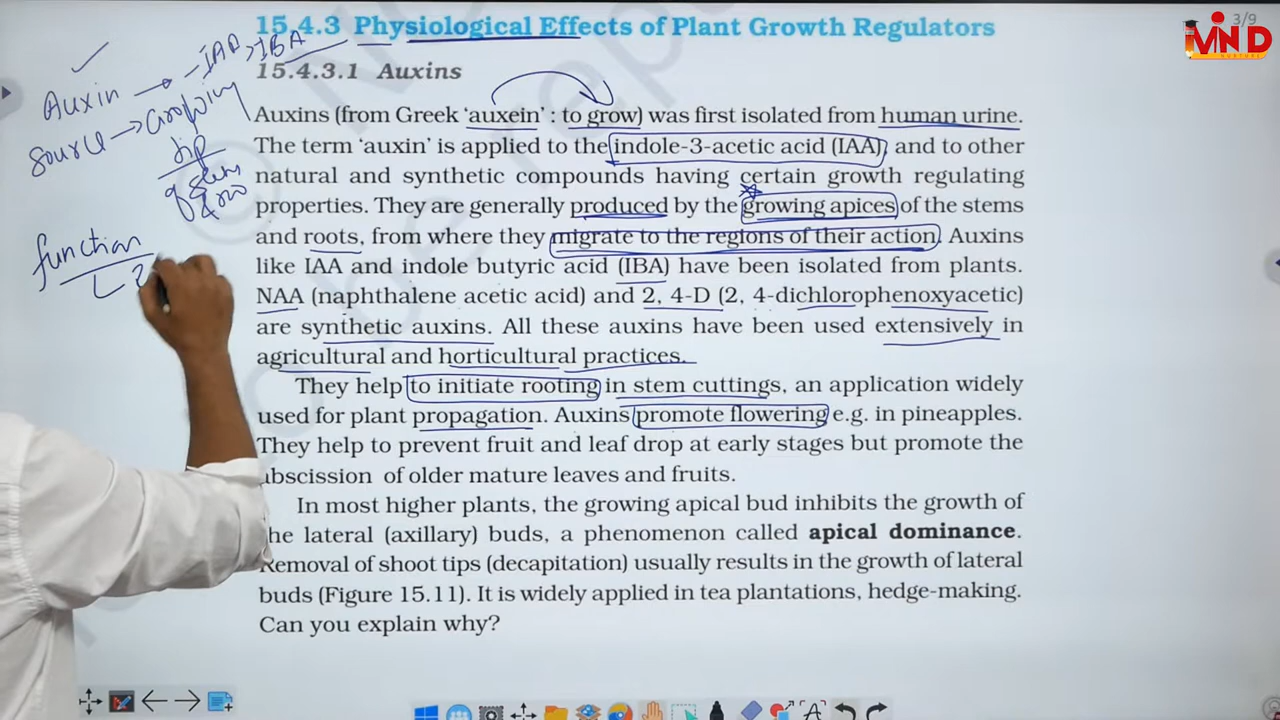 15.4.3 Physiological Effects of Plant Growth Regulators
3/9
MIND
NURTURE
15.4.3.1 Auxins
Auxin → IAA, IBA
Source → Growing
tip
of stem
&
function
Auxins (from Greek 'auxein' : to grow) was first isolated from human urine.
The term 'auxin' is applied to the indole-3-acetic acid (IAA), and to other
natural and synthetic compounds having certain growth regulating
properties. They are generally produced by the growing apices of the stems
and roots, from where they migrate to the regions of their action. Auxins
like IAA and indole butyric acid (IBA) have been isolated from plants.
NAA (naphthalene acetic acid) and 2, 4-D (2, 4-dichlorophenoxyacetic)
are synthetic auxins. All these auxins have been used extensively in
agricultural and horticultural practices.
They help to initiate rooting in stem cuttings, an application widely
used for plant propagation. Auxins promote flowering e.g. in pineapples.
They help to prevent fruit and leaf drop at early stages but promote the
abscission of older mature leaves and fruits.
In most higher plants, the growing apical bud inhibits the growth of
the lateral (axillary) buds, a phenomenon called apical dominance.
Removal of shoot tips (decapitation) usually results in the growth of lateral
buds (Figure 15.11). It is widely applied in tea plantations, hedge-making.
Can you explain why?